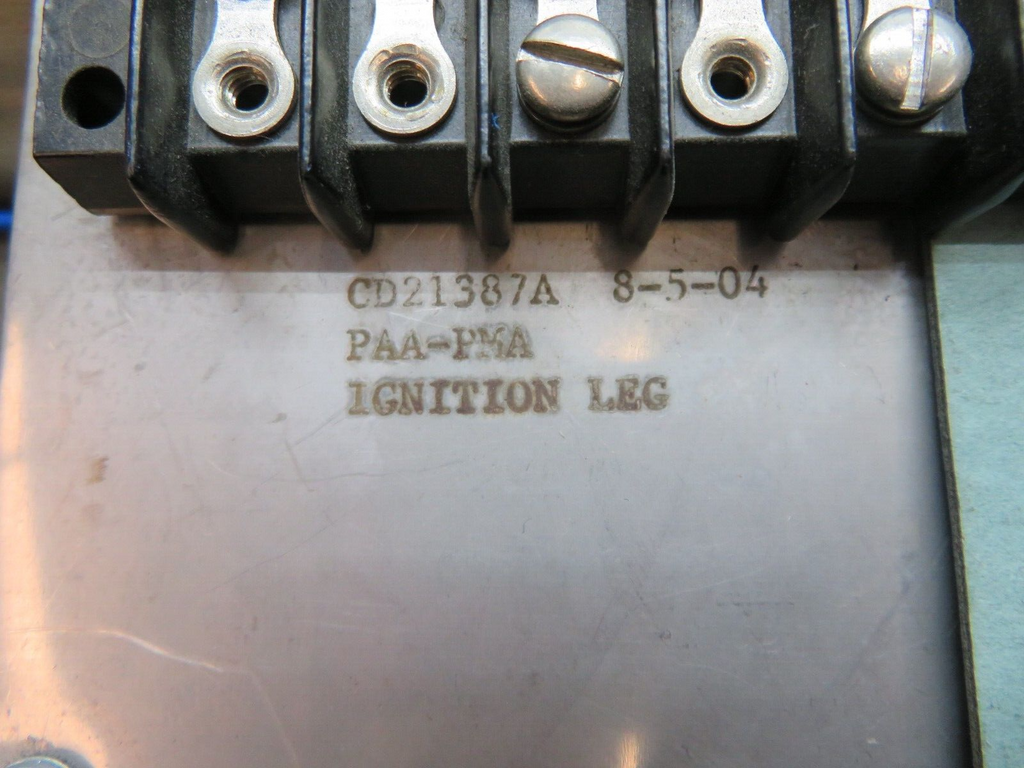 CD21387A 8-5-04
PAA-PMA
IGNITION LEG